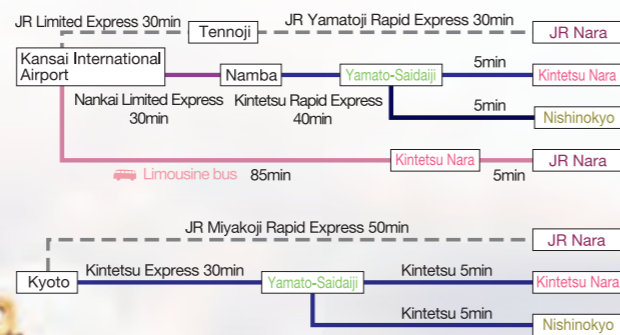 JR Limited Express 30min
Tennoji
JR Yamatoji Rapid Express 30min
JR Nara
Kansai International
Airport
Namba
Yamato-Saidaiji
5min
Kintetsu Nara
Nankai Limited Express
30min
Kintetsu Rapid Express
40min
5min
Nishinokyo
Limousine bus 85min
Kintetsu Nara
5min
JR Nara
JR Miyakoji Rapid Express 50min
JR Nara
Kyoto
Kintetsu Express 30min
Yamato-Saidaiji
Kintetsu 5min
Kintetsu Nara
Kintetsu 5min
Nishinokyo